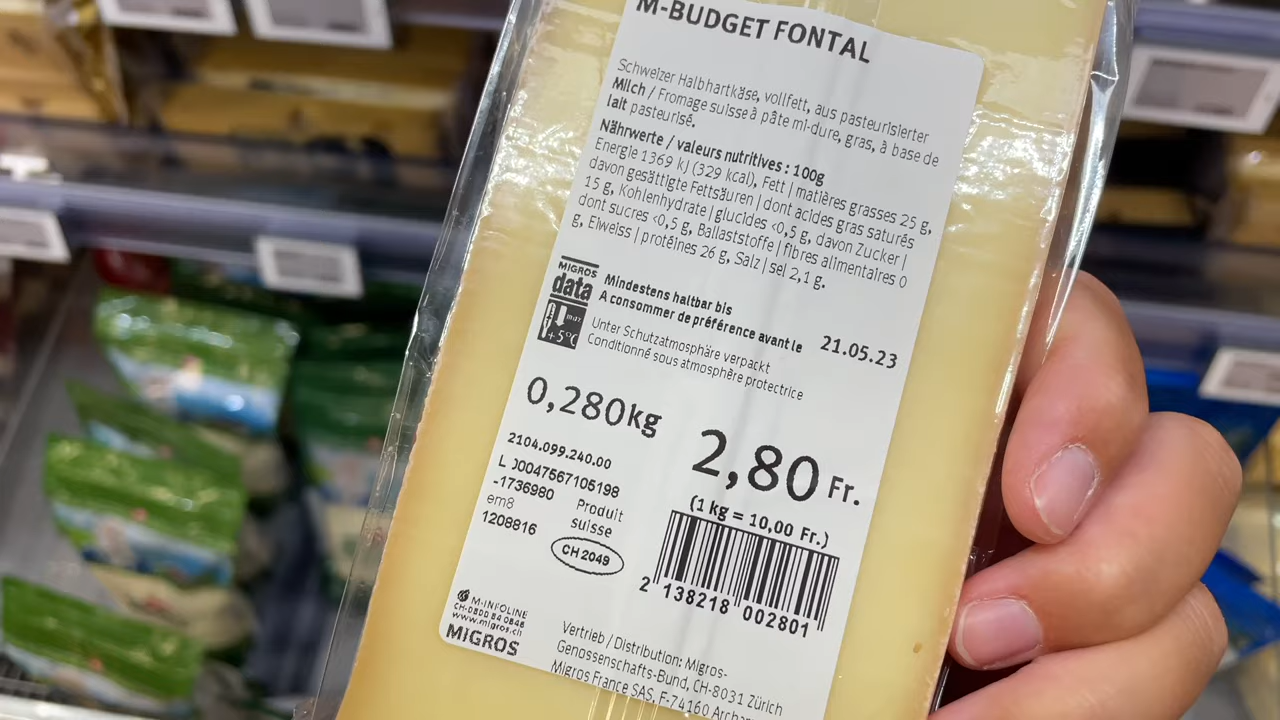 M-BUDGET FONTAL
Schweizer Halbhartkäse, vollfett, aus pasteurisierter
Milch / Fromage suisse à pâte mi-dure, gras, à base de
lait pasteurisé.
Nährwerte / valeurs nutritives : 100g
Energie 1369 kJ (329 kcal), Fett | matières grasses 25 g,
davon gesättigte Fettsäuren | dont acides gras saturés
15 g, Kohlenhydrate | glucides <0,5 g, davon Zucker |
dont sucres <0,5 g, Ballaststoffe | fibres alimentaires 0
g, Elweiss | protéines 26 g, Salz | sel 2,1 g.
MIGROS
data
max
+5°C
Mindestens haltbar bis
A consommer de préférence avant le 21.05.23
Unter Schutzatmosphäre verpackt
Conditionné sous atmosphère protectrice
0,280kg
2,80 Fr.
(1 kg = 10,00 Fr.)
2104.099.240.00
L J00047567105198
-1736980
em8
1208816
Produit
suisse
CH 2049
2 138218 002801
M-INFOLINE
CH-0800 84 0848
www.migros.ch
MIGROS
Vertrieb / Distribution: Migros-
Genossenschafts-Bund, CH-8031 Zürich
Migros France SAS, F-74160